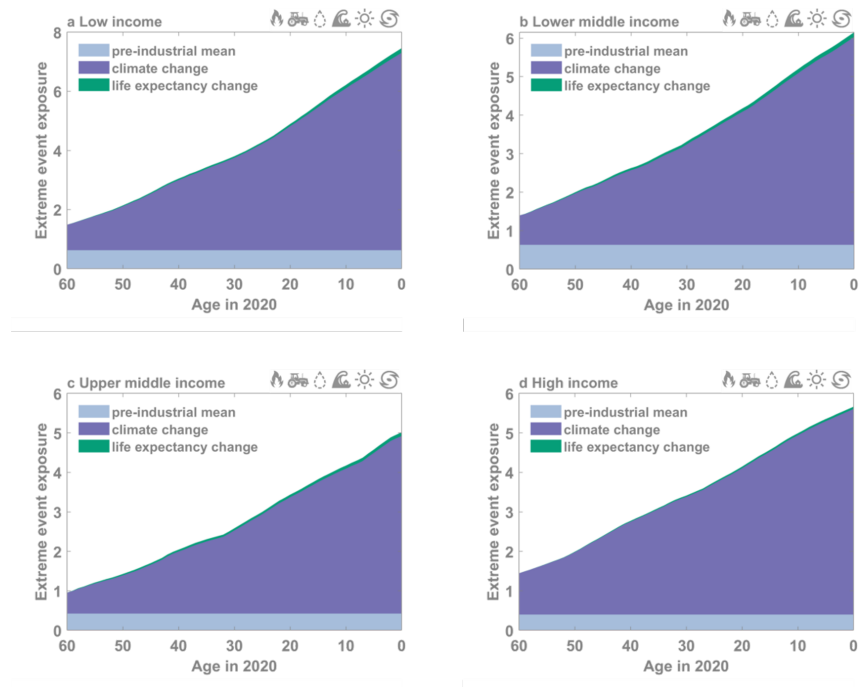 a Low income
8
6
4
2
0
Extreme event exposure
pre-industrial mean
climate change
life expectancy change
60 50 40 30 20 10 0
Age in 2020
b Lower middle income
6
5
4
3
2
1
0
Extreme event exposure
pre-industrial mean
climate change
life expectancy change
60 50 40 30 20 10 0
Age in 2020
c Upper middle income
6
5
4
3
2
1
0
Extreme event exposure
pre-industrial mean
climate change
life expectancy change
60 50 40 30 20 10 0
Age in 2020
d High income
6
5
4
3
2
1
0
Extreme event exposure
pre-industrial mean
climate change
life expectancy change
60 50 40 30 20 10 0
Age in 2020